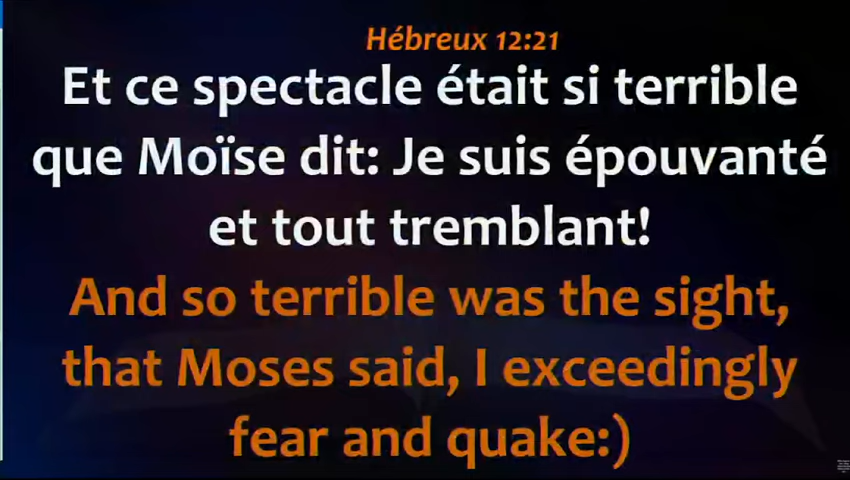 Hébreux 12:21
Et ce spectacle était si terrible
que Moïse dit: Je suis épouvanté
et tout tremblant!
And so terrible was the sight,
that Moses said, I exceedingly
fear and quake:)